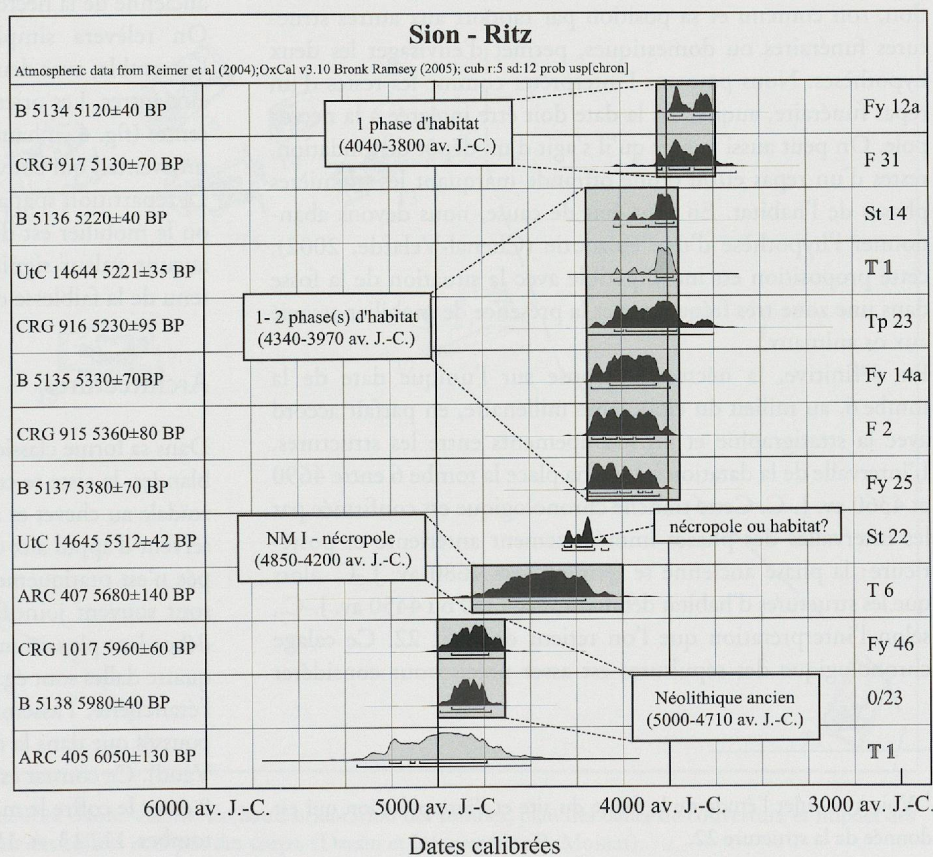 Sion - Ritz
Atmospheric data from Reimer et al (2004);OxCal v3.10 Bronk Ramsey (2005); cub r:5 sd:12 prob usp[chron]
B 5134 5120±40 BP
Fy 12a
1 phase d'habitat
(4040-3800 av. J.-C.)
CRG 917 5130±70 BP
F 31
B 5136 5220±40 BP
St 14
UtC 14644 5221±35 BP
T 1
1- 2 phase(s) d'habitat
(4340-3970 av. J.-C.)
CRG 916 5230±95 BP
Tp 23
B 5135 5330±70BP
Fy 14a
CRG 915 5360±80 BP
F 2
B 5137 5380±70 BP
Fy 25
nécropole ou habitat?
UtC 14645 5512±42 BP
St 22
NM I - nécropole
(4850-4200 av. J.-C.)
ARC 407 5680±140 BP
T 6
CRG 1017 5960±60 BP
Fy 46
B 5138 5980±40 BP
0/23
Néolithique ancien
(5000-4710 av. J.-C.)
ARC 405 6050±130 BP
T 1
6000 av. J.-C.
5000 av. J.-C.
4000 av. J.-C.
3000 av. J.-C.
Dates calibrées